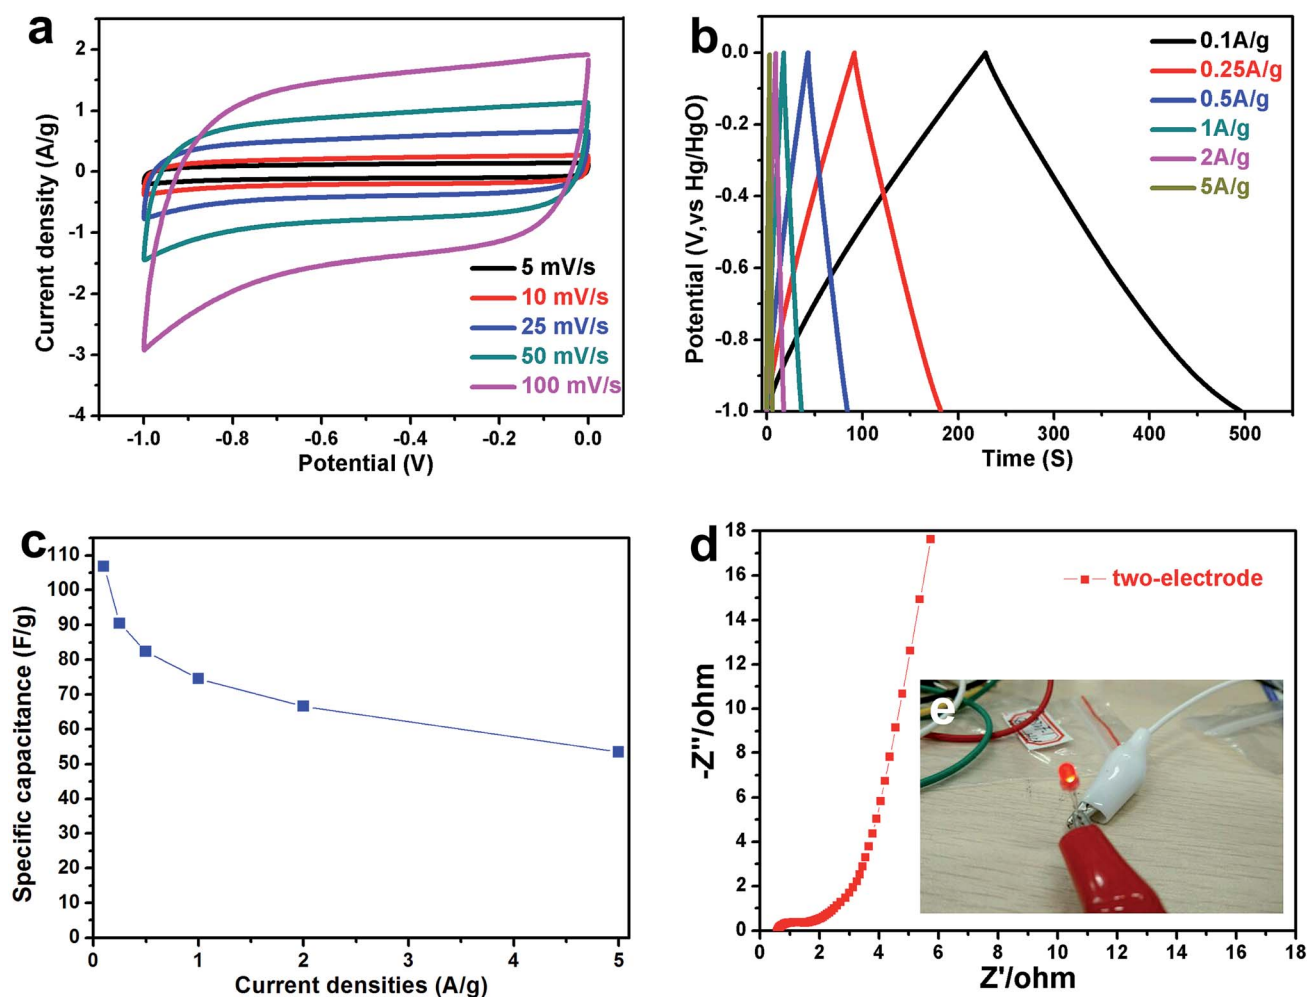 a
Current density (A/g)
2
1
0
-1
-2
-3
-4
5 mV/s
10 mV/s
25 mV/s
50 mV/s
100 mV/s
-1.0 -0.8 -0.6 -0.4 -0.2 0.0
Potential (V)
b
Potential (V,vs Hg/HgO)
0.0
-0.2
-0.4
-0.6
-0.8
-1.0
0.1A/g
0.25A/g
0.5A/g
1A/g
2A/g
5A/g
0 100 200 300 400 500
Time (S)
c
Specific capacitance (F/g)
110
100
90
80
70
60
50
40
30
20
10
0
0 1 2 3 4 5
Current densities (A/g)
d
-Z''/ohm
18
16
14
12
10
8
6
4
2
0
two-electrode
e
0 2 4 6 8 10 12 14 16 18
Z'/ohm